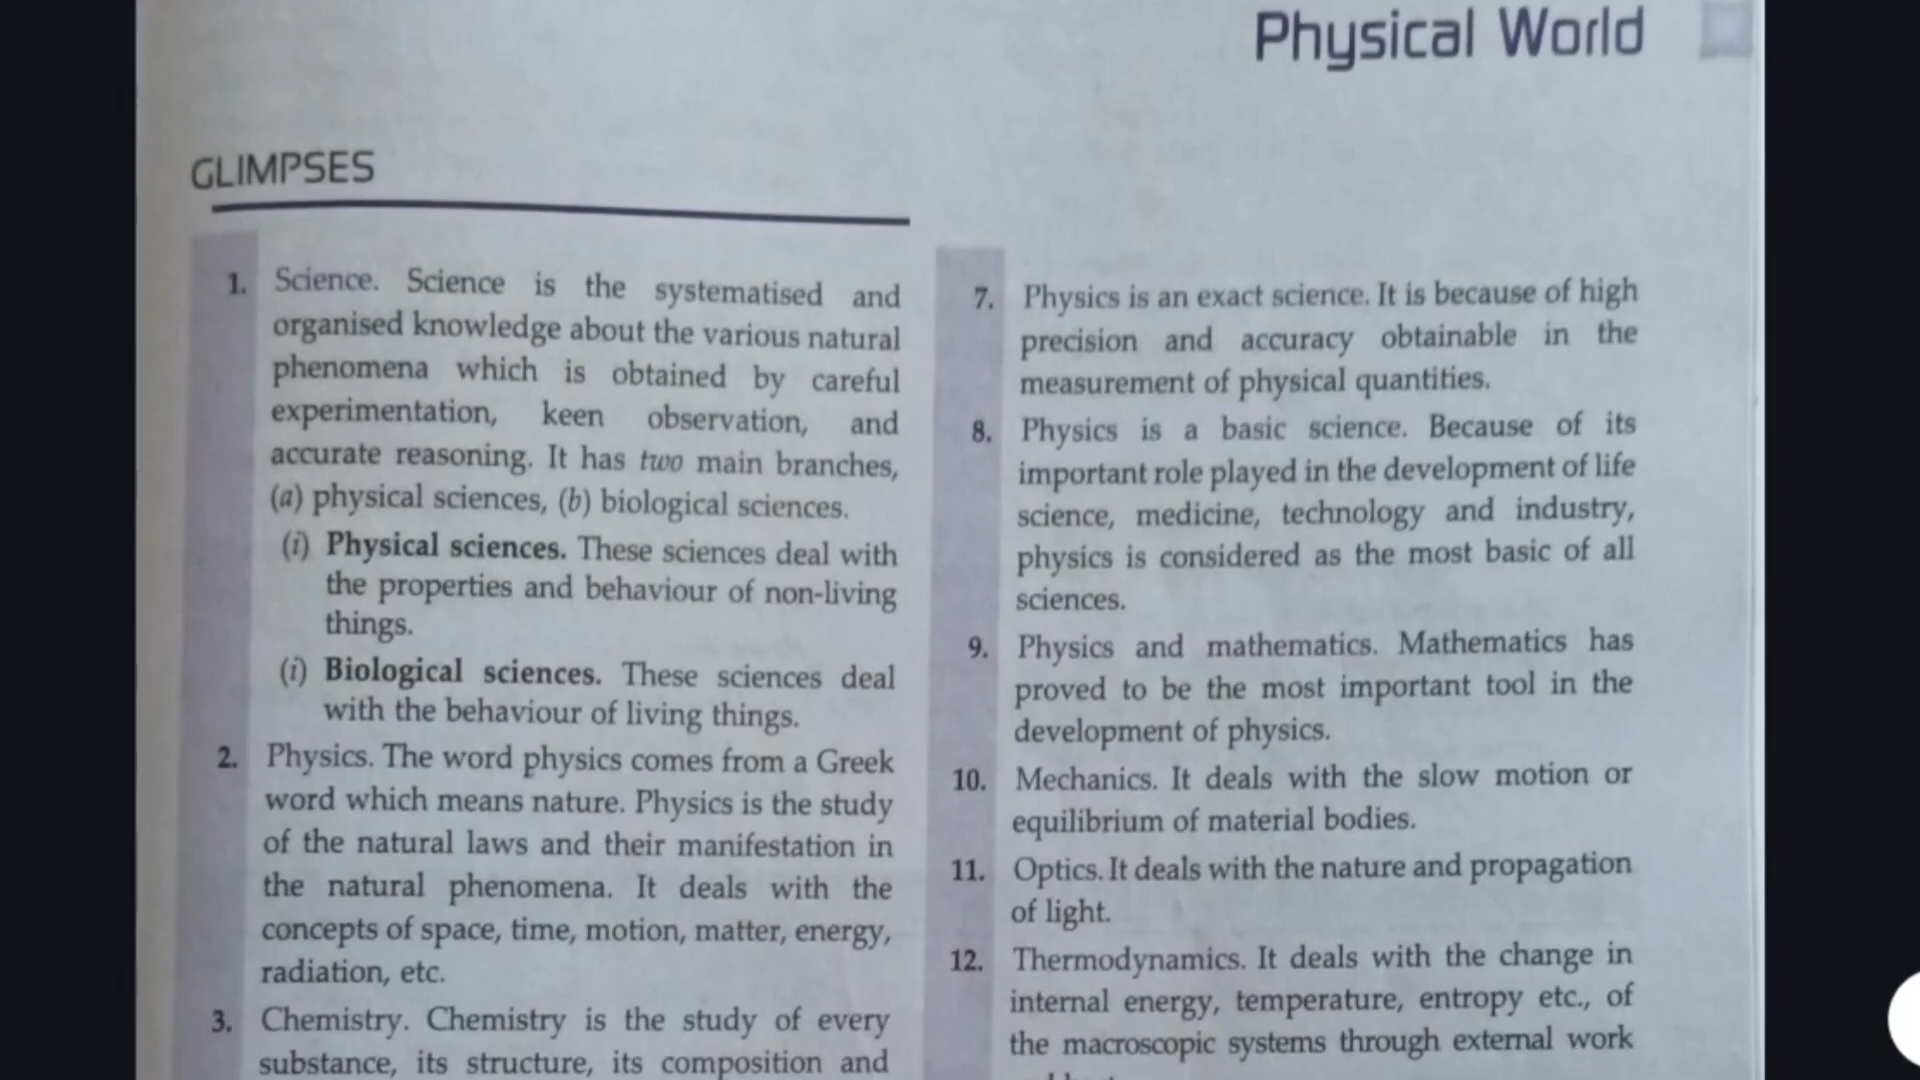 Physical World
GLIMPSES
1. Science. Science is the systematised and
organised knowledge about the various natural
phenomena which is obtained by careful
experimentation, keen observation, and
accurate reasoning. It has two main branches,
(a) physical sciences, (b) biological sciences.
(i) Physical sciences. These sciences deal with
the properties and behaviour of non-living
things.
(i) Biological sciences. These sciences deal
with the behaviour of living things.
2. Physics. The word physics comes from a Greek
word which means nature. Physics is the study
of the natural laws and their manifestation in
the natural phenomena. It deals with the
concepts of space, time, motion, matter, energy,
radiation, etc.
3. Chemistry. Chemistry is the study of every
substance, its structure, its composition and
7. Physics is an exact science. It is because of high
precision and accuracy obtainable in the
measurement of physical quantities.
8. Physics is a basic science. Because of its
important role played in the development of life
science, medicine, technology and industry,
physics is considered as the most basic of all
sciences.
9. Physics and mathematics. Mathematics has
proved to be the most important tool in the
development of physics.
10. Mechanics. It deals with the slow motion or
equilibrium of material bodies.
11. Optics. It deals with the nature and propagation
of light.
12. Thermodynamics. It deals with the change in
internal energy, temperature, entropy etc., of
the macroscopic systems through external work